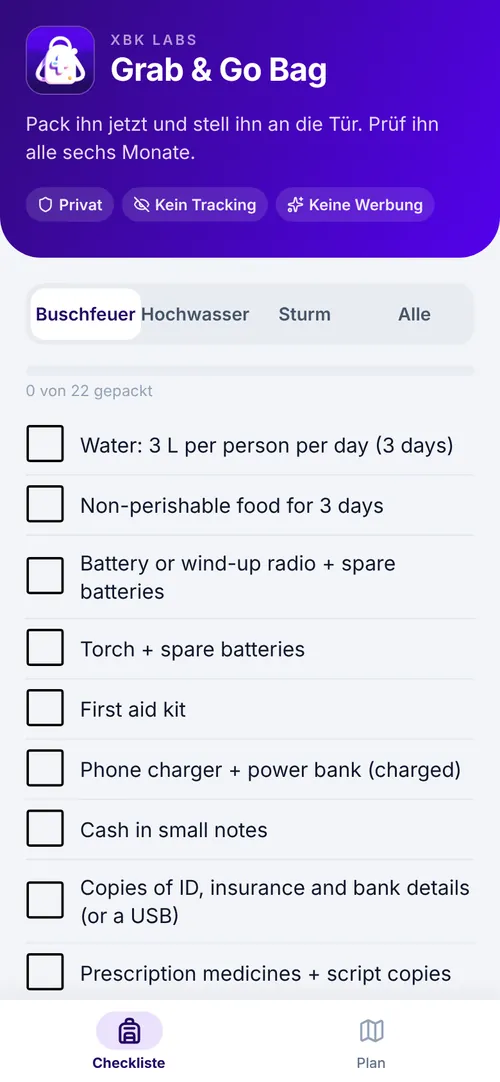 XBK LABS
Grab & Go Bag
Pack ihn jetzt und stell ihn an die Tür. Prüf ihn
alle sechs Monate.
Privat
Kein Tracking
Keine Werbung
Buschfeuer
Hochwasser
Sturm
Alle
0 von 22 gepackt
Water: 3 L per person per day (3 days)
Non-perishable food for 3 days
Battery or wind-up radio + spare
batteries
Torch + spare batteries
First aid kit
Phone charger + power bank (charged)
Cash in small notes
Copies of ID, insurance and bank details
(or a USB)
Prescription medicines + script copies
Checkliste
Plan